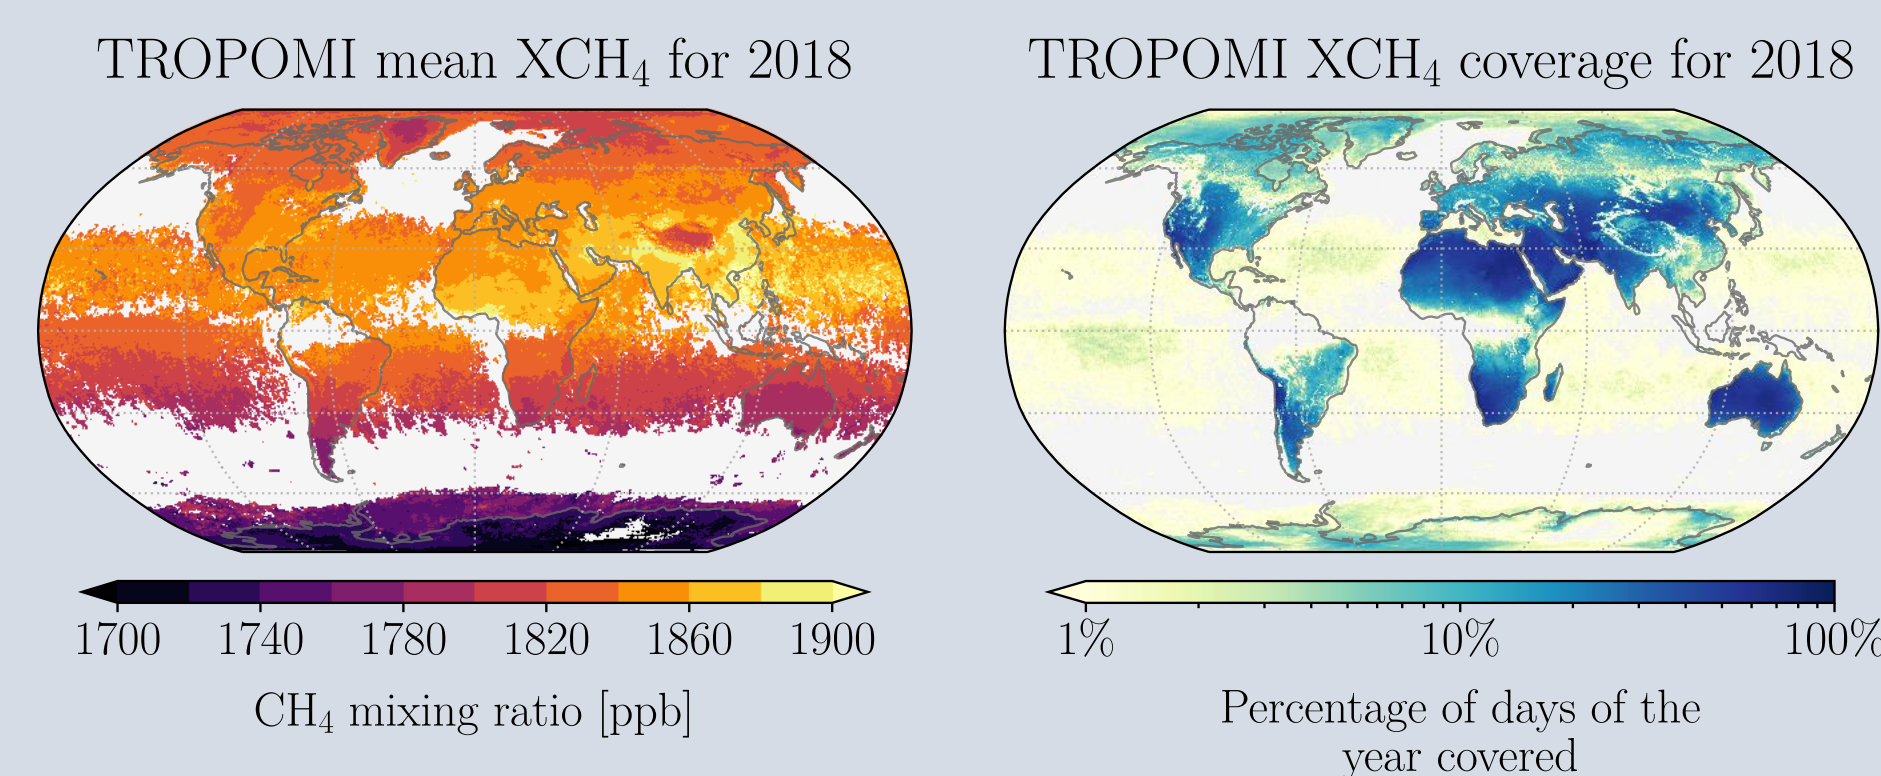 TROPOMI mean XCH₄ for 2018
TROPOMI XCH₄ coverage for 2018
1700 1740 1780 1820 1860 1900
CH₄ mixing ratio [ppb]
1% 10% 100%
Percentage of days of the
year covered